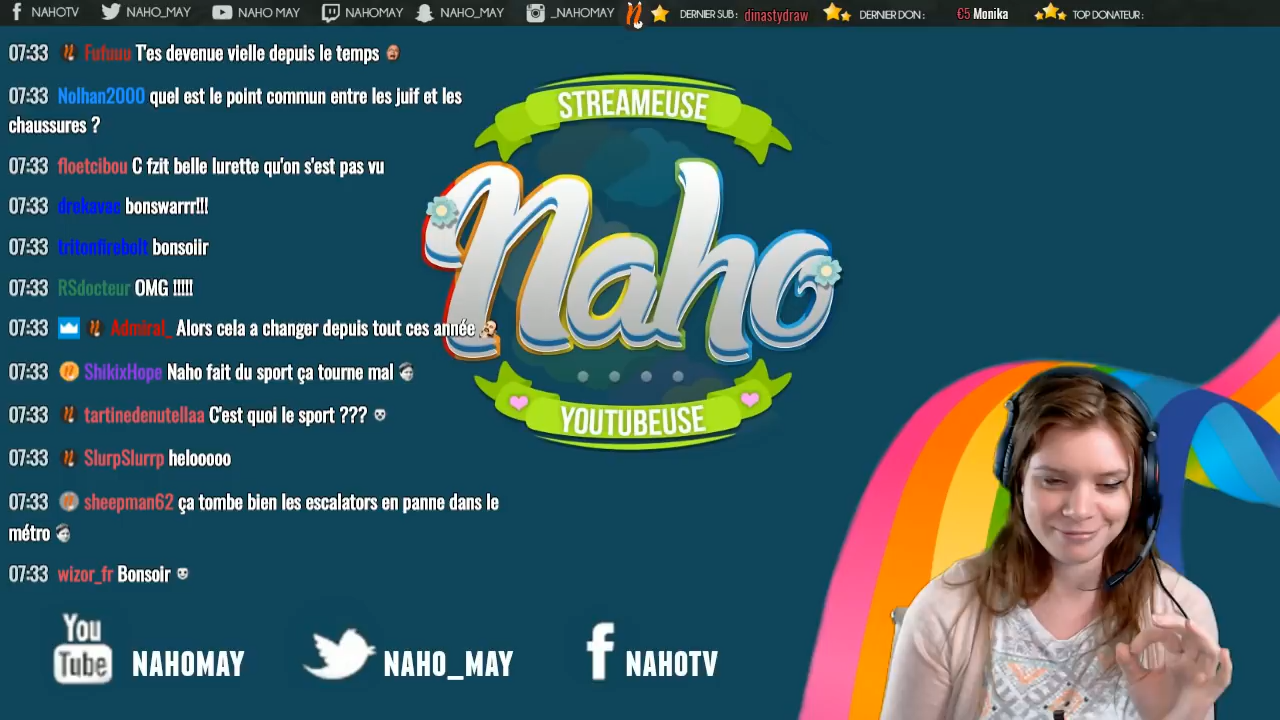 NAHOTV NAHO_MAY NAHO MAY NAHOMAY NAHO_MAY _NAHOMAY DERNIER SUB : dinastydraw DERNIER DON : €5 Monika TOP DONATEUR :
07:33 Fufuuu T'es devenue vielle depuis le temps
07:33 Nolhan2000 quel est le point commun entre les juif et les
chaussures ?
07:33 floetcibou C fzit belle lurette qu'on s'est pas vu
07:33 drekavac bonswarrr!!!
07:33 tritonfirebolt bonsoiir
07:33 RSdocteur OMG !!!!!
07:33 Admiral_ Alors cela a changer depuis tout ces année
07:33 ShikixHope Naho fait du sport ça tourne mal
07:33 tartinedenutellaa C'est quoi le sport ???
07:33 SlurpSlurrp helooooo
07:33 sheepman62 ça tombe bien les escalators en panne dans le
métro
07:33 wizor_fr Bonsoir
STREAMEUSE
Naho
YOUTUBEUSE
You
Tube
NAHOMAY NAHO_MAY NAHOTV